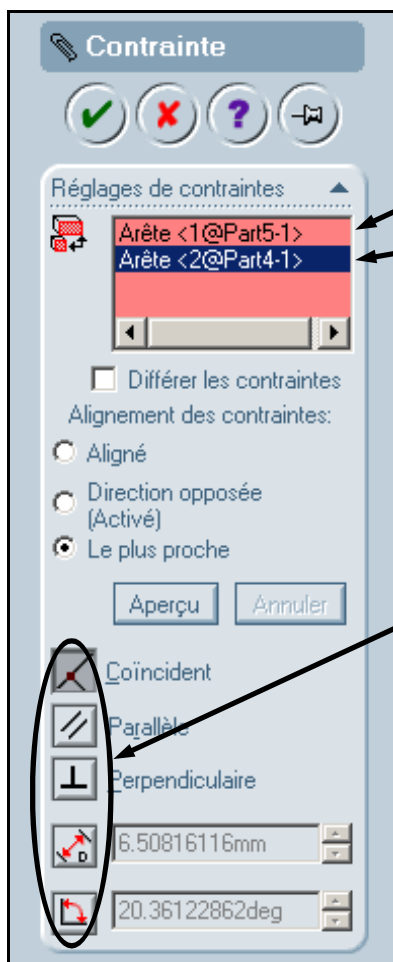 Contrainte
?
Réglages de contraintes
Arête <1@Part5-1>
Arête <2@Part4-1>
Différer les contraintes
Alignement des contraintes:
Aligné
Direction opposée
(Activé)
Le plus proche
Aperçu Annuler
Coïncident
Parallèle
Perpendiculaire
D 6.50816116mm
20.36122862deg